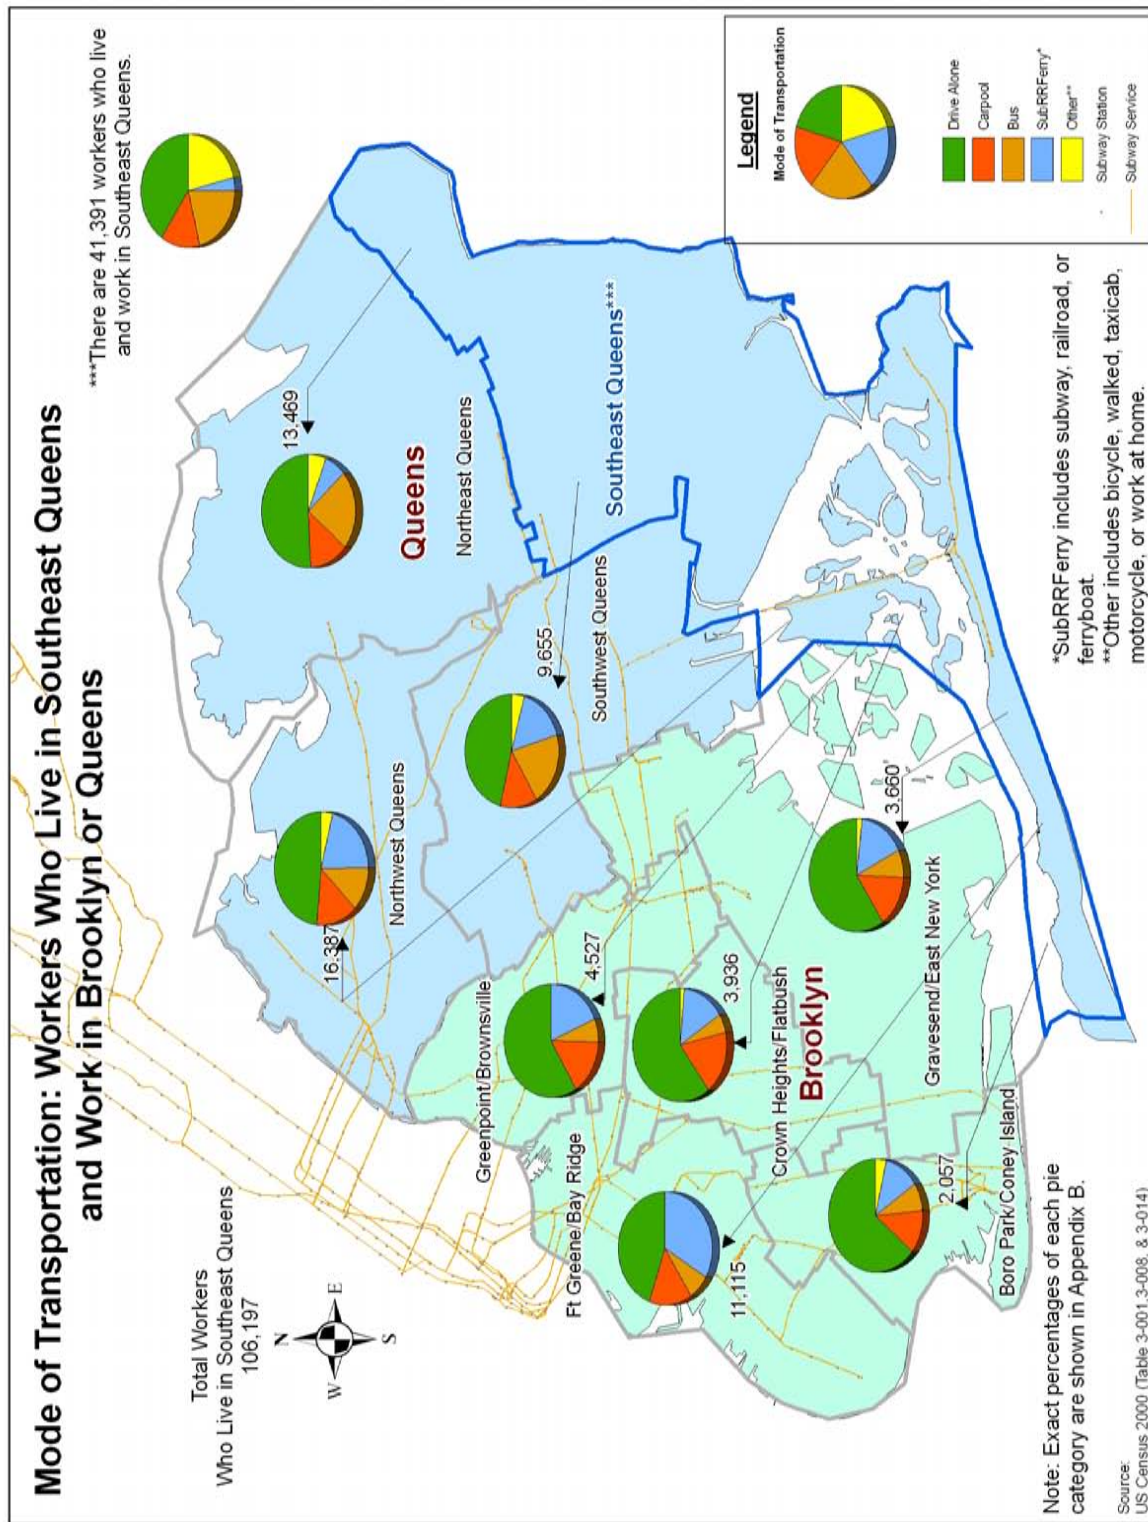 Mode of Transportation: Workers Who Live in Southeast Queens
and Work in Brooklyn or Queens
***There are 41,391 workers who live
and work in Southeast Queens.
Total Workers
Who Live in Southeast Queens
106,197
N
W
E
S
13,469
Queens
Northeast Queens
16,387
Northwest Queens
9,655
Southwest Queens
Southeast Queens***
Greenpoint/Brownsville
4,527
Ft Greene/Bay Ridge
3,936
Crown Heights/Flatbush
Brooklyn
11,115
3,660
Gravesend/East New York
2,057
Boro Park/Coney Island
Legend
Mode of Transportation
Drive Alone
Carpool
Bus
SubRRFerry*
Other**
Subway Station
Subway Service
*SubRRFerry includes subway, railroad, or
ferryboat.
**Other includes bicycle, walked, taxicab,
motorcycle, or work at home.
Note: Exact percentages of each pie
category are shown in Appendix B.
Source:
US Census 2000 (Table 3-001,3-008, & 3-014)